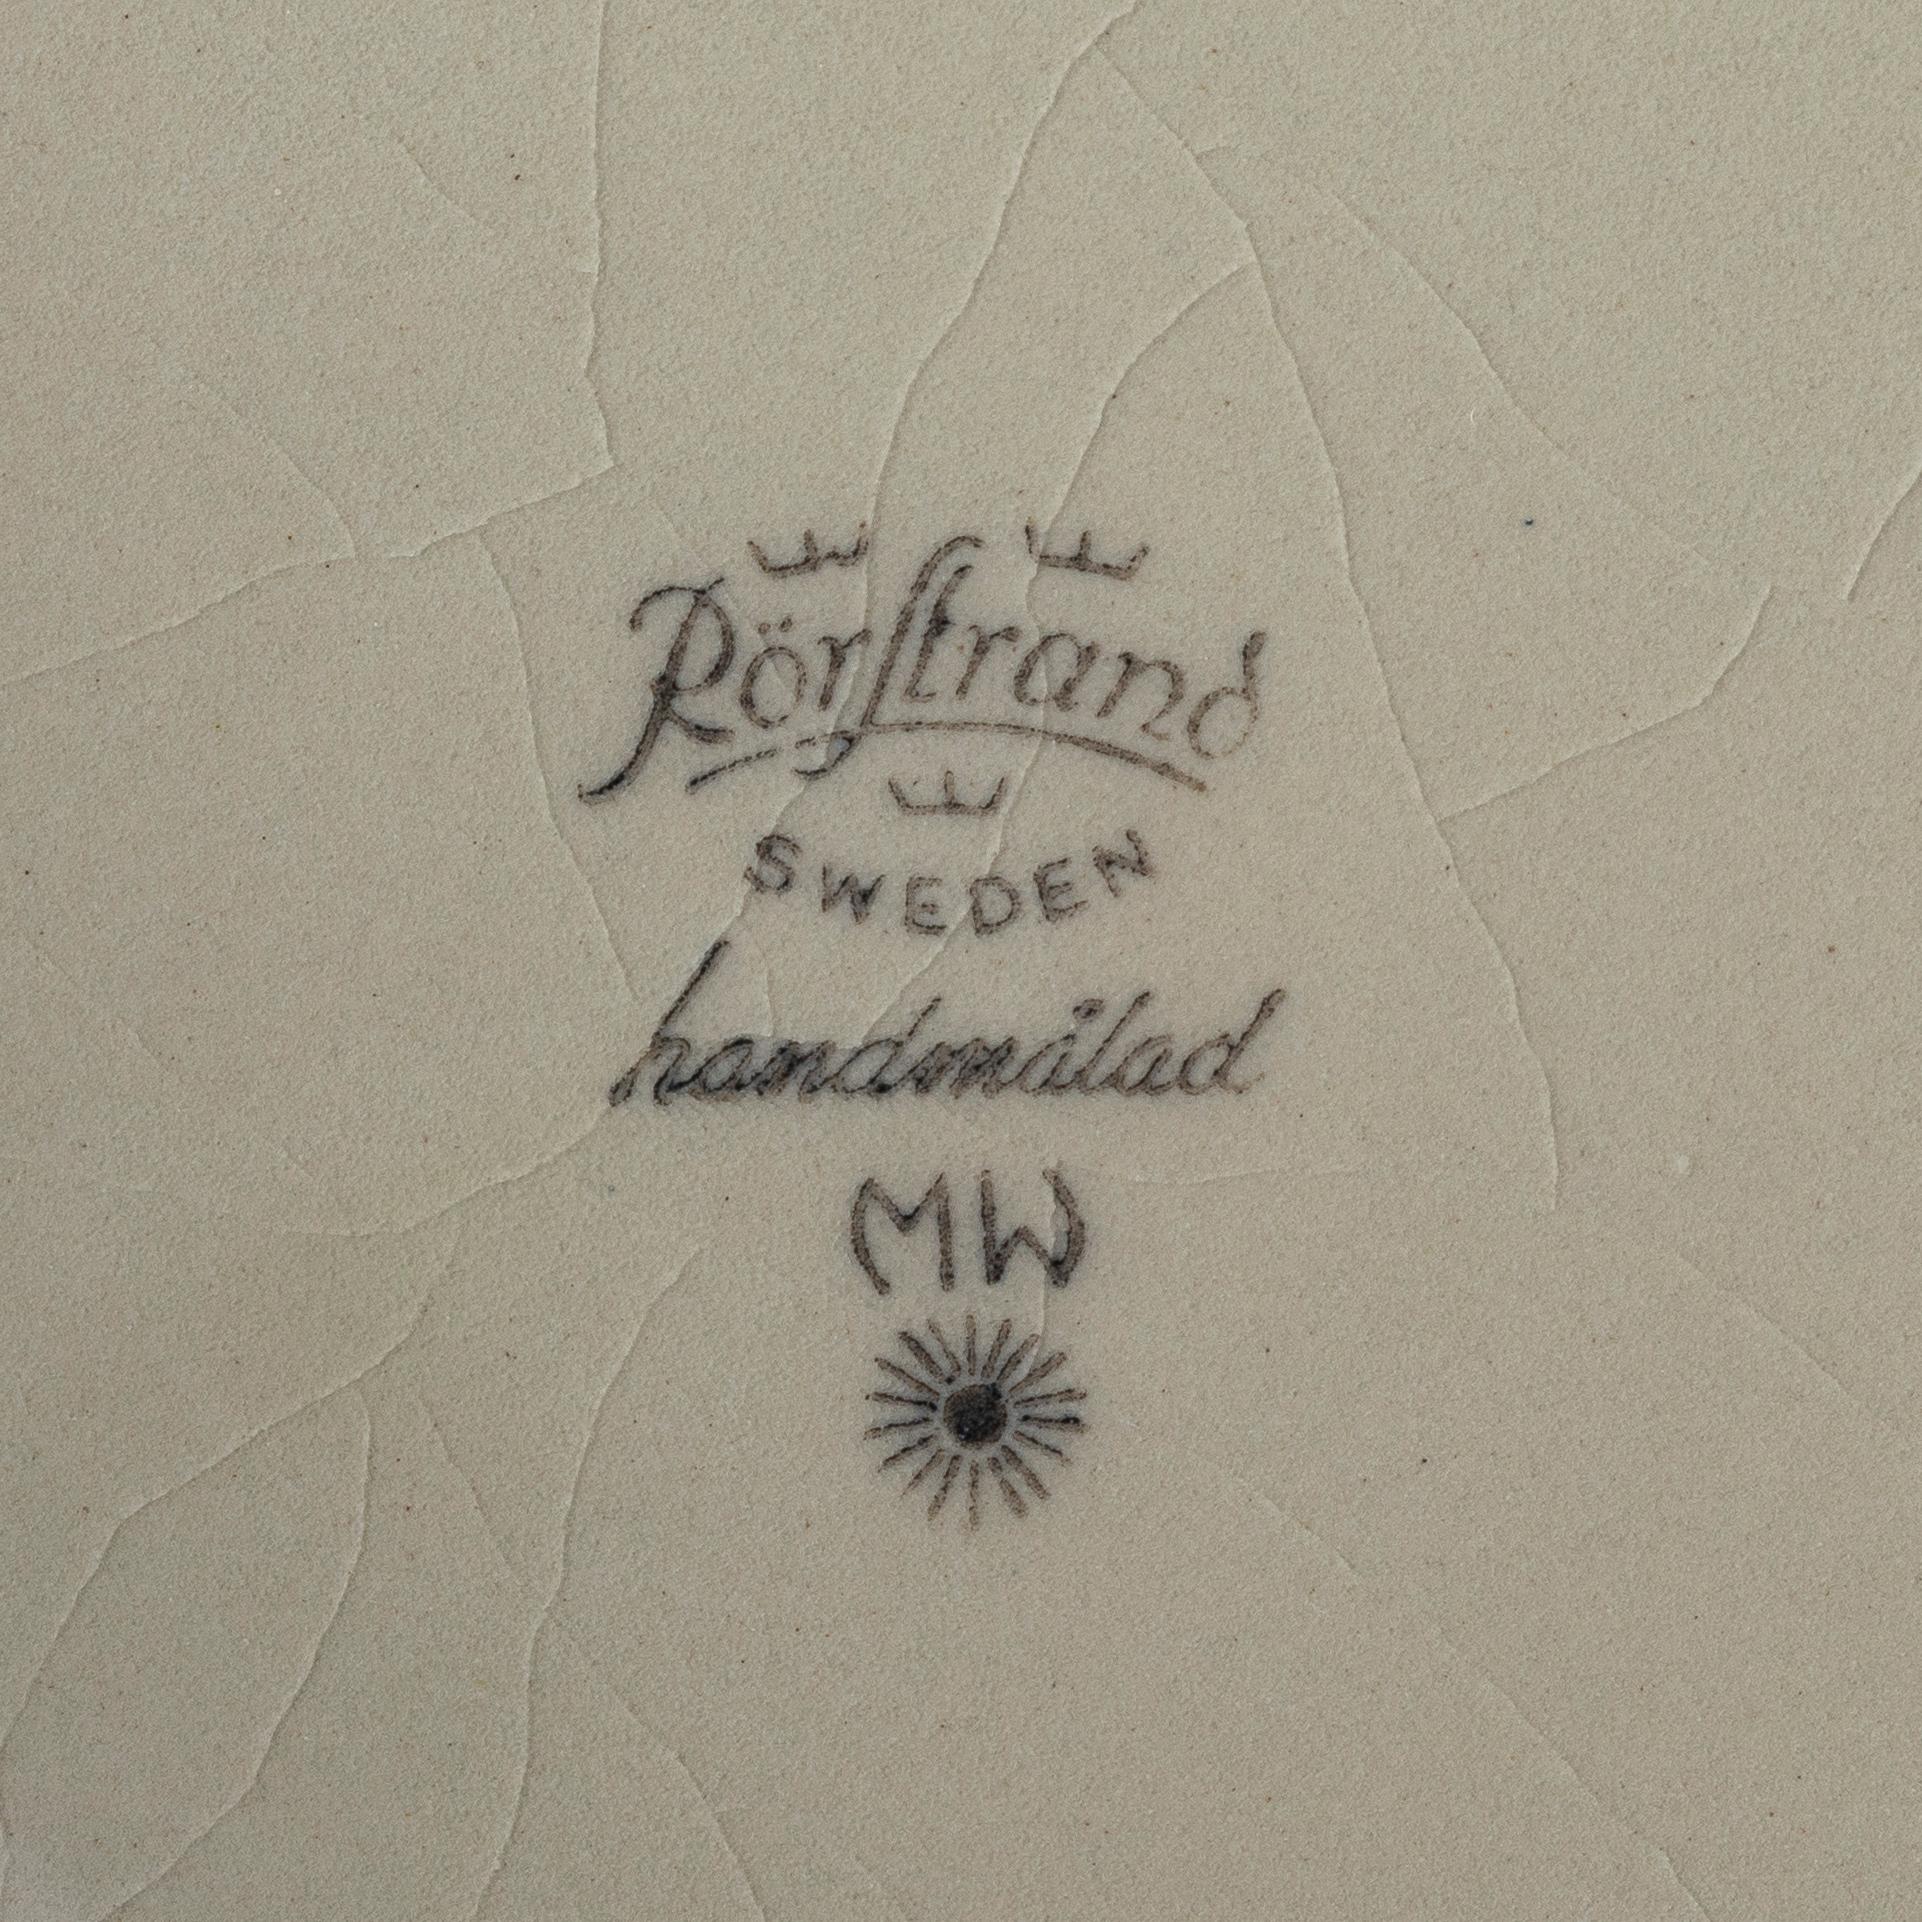 Rörstrand
SWEDEN
handmålad
MW